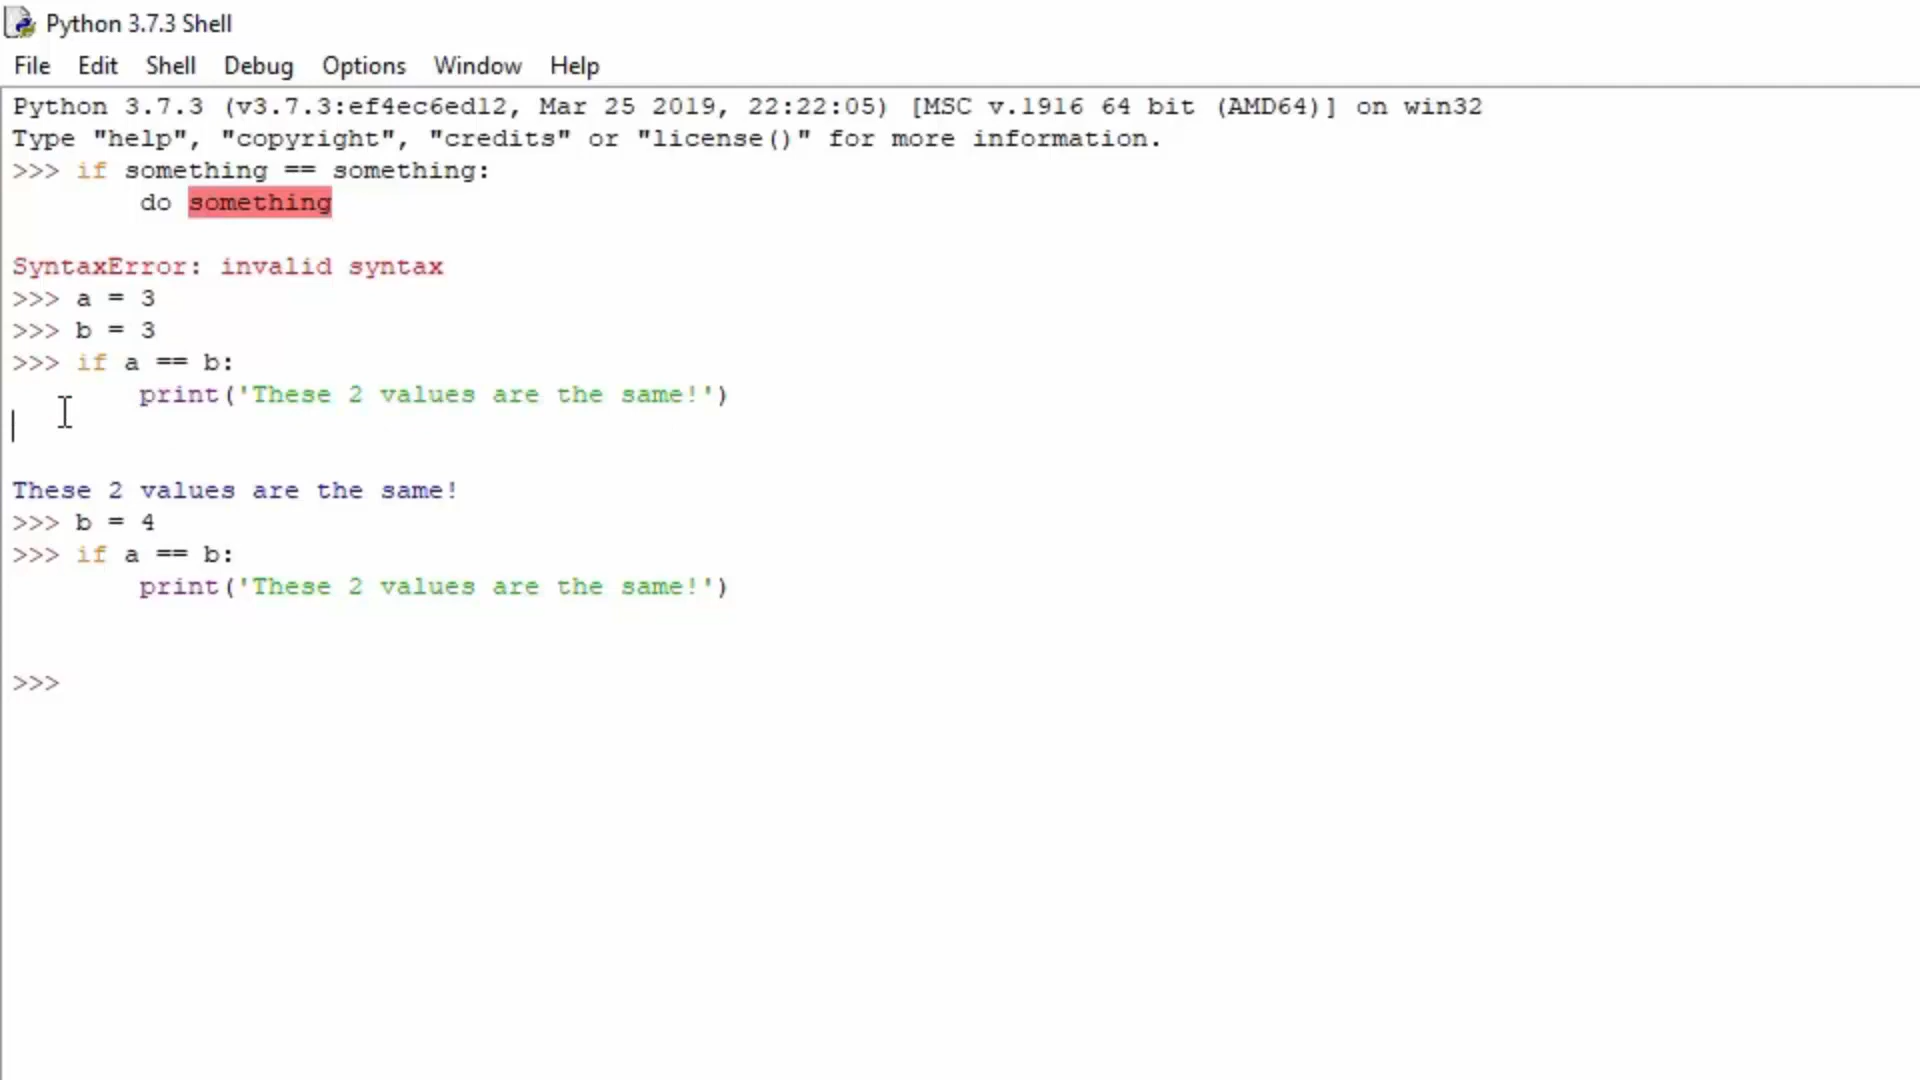 Python 3.7.3 Shell
File Edit Shell Debug Options Window Help
Python 3.7.3 (v3.7.3:ef4ec6ed12, Mar 25 2019, 22:22:05) [MSC v.1916 64 bit (AMD64)] on win32
Type "help", "copyright", "credits" or "license()" for more information.
>>> if something == something:
        do something
SyntaxError: invalid syntax
>>> a = 3
>>> b = 3
>>> if a == b:
        print('These 2 values are the same!')
These 2 values are the same!
>>> b = 4
>>> if a == b:
        print('These 2 values are the same!')
>>>